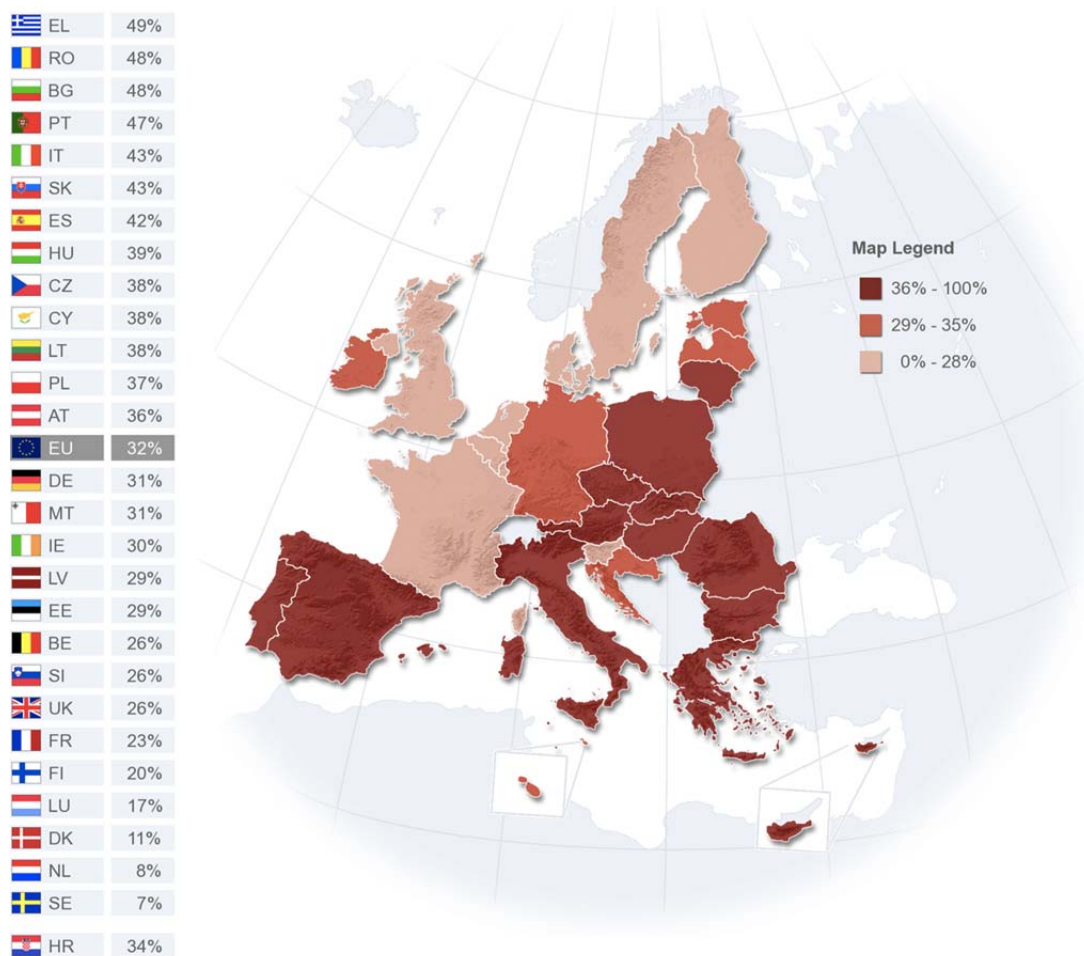 EL 49%
RO 48%
BG 48%
PT 47%
IT 43%
SK 43%
ES 42%
HU 39%
CZ 38%
CY 38%
LT 38%
PL 37%
AT 36%
EU 32%
DE 31%
MT 31%
IE 30%
LV 29%
EE 29%
BE 26%
SI 26%
UK 26%
FR 23%
FI 20%
LU 17%
DK 11%
NL 8%
SE 7%
HR 34%
Map Legend
36% - 100%
29% - 35%
0% - 28%